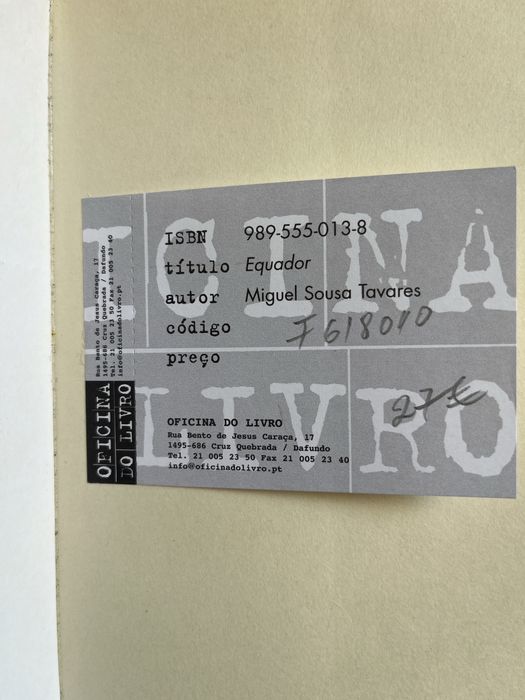 ICINA
LIVRO
ISBN 989-555-013-8
título Equador
autor Miguel Sousa Tavares
código F618010
preço 27 €
OFICINA DO LIVRO
Rua Bento de Jesus Caraça, 17
1495-686 Cruz Quebrada / Dafundo
Tel. 21 005 23 50 Fax 21 005 23 40
info@oficinadolivro.pt
OFICINA
DO LIVRO
Rua Bento de Jesus Caraça, 17
1495-686 Cruz Quebrada / Dafundo
Tel. 21 005 23 50 Fax 21 005 23 40
info@oficinadolivro.pt